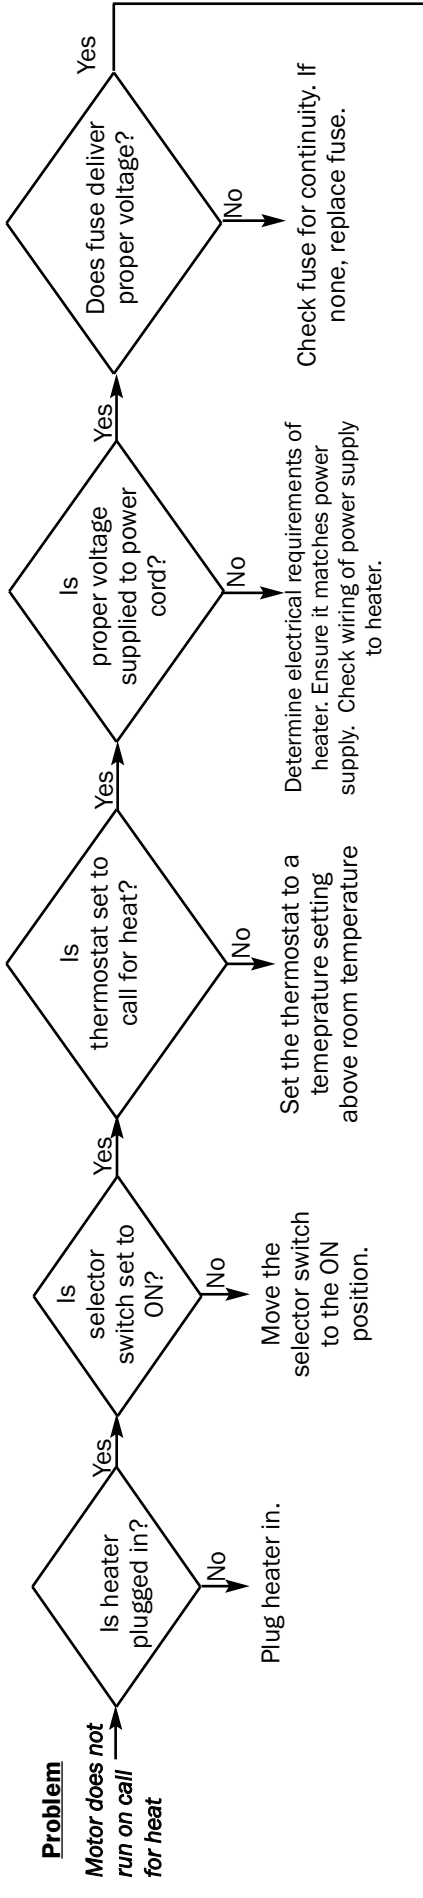 Problem
Motor does not
run on call
for heat
Is heater
plugged in?
Yes
No
Plug heater in.
Is
selector
switch set to
ON?
Yes
No
Move the
selector switch
to the ON
position.
Is
thermostat set to
call for heat?
Yes
No
Set the thermostat to a
temeprature setting
above room temperature
Is
proper voltage
supplied to power
cord?
Yes
No
Determine electrical requirements of
heater. Ensure it matches power
supply. Check wiring of power supply
to heater.
Does fuse deliver
proper voltage?
Yes
No
Check fuse for continuity. If
none, replace fuse.